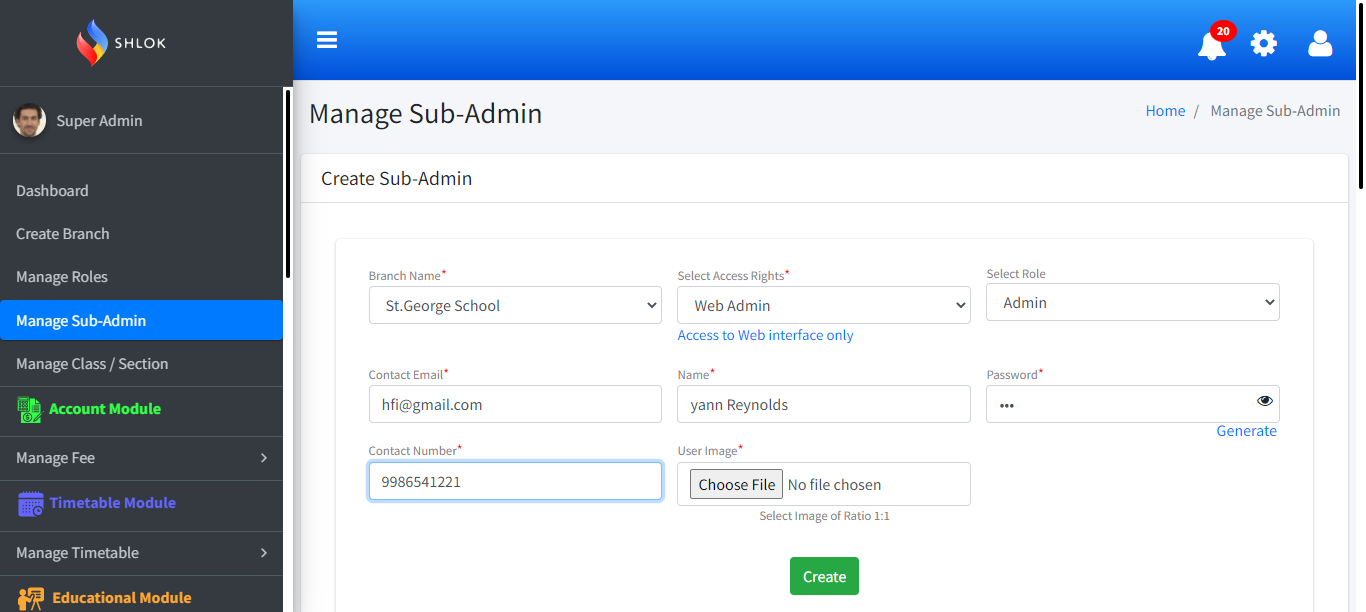 SHLOK
20
Super Admin
Manage Sub-Admin
Home / Manage Sub-Admin
Create Sub-Admin
Dashboard
Create Branch
Manage Roles
Manage Sub-Admin
Manage Class / Section
Account Module
Manage Fee
Timetable Module
Manage Timetable
Educational Module
Branch Name*
Select Access Rights*
Select Role
St.George School
Web Admin
Admin
Access to Web interface only
Contact Email*
Name*
Password*
hfi@gmail.com
yann Reynolds
•••
Generate
Contact Number*
User Image*
9986541221
Choose File No file chosen
Select Image of Ratio 1:1
Create